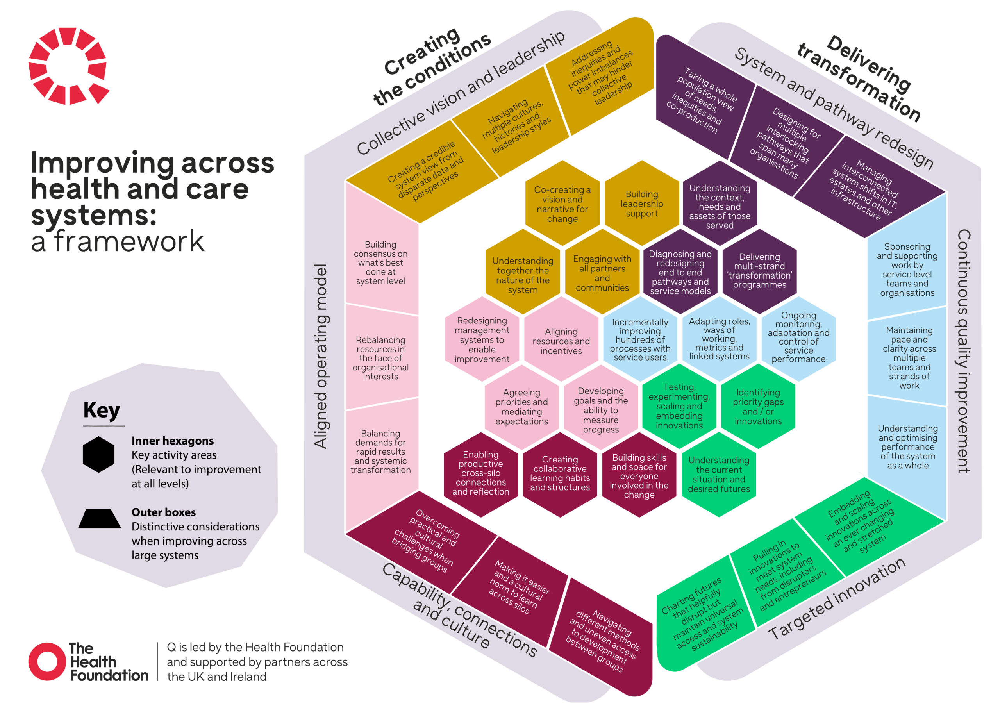 Improving across
health and care
systems:
a framework
Key
Inner hexagons
Key activity areas
(Relevant to improvement
at all levels)
Outer boxes
Distinctive considerations
when improving across
large systems
The
Health
Foundation
Q is led by the Health Foundation
and supported by partners across
the UK and Ireland
Creating
the conditions
Collective vision and leadership
Creating a credible
system view from
disparate data and
perspectives
Navigating
multiple cultures,
histories and
leadership styles
Addressing
inequities and
power imbalances
that may hinder
collective
leadership
Delivering
transformation
System and pathway redesign
Taking a whole
population view
of needs,
inequities and
co-production
Designing for
multiple
interlocking
pathways that
span many
organisations
Managing
interconnected
system shifts in IT,
estates and other
infrastructure
Aligned operating model
Building
consensus on
what's best
done at
system level
Rebalancing
resources in
the face of
organisational
interests
Balancing
demands for
rapid results
and systemic
transformation
Co-creating a
vision and
narrative for
change
Building
leadership
support
Understanding
the context,
needs and
assets of those
served
Understanding
together the
nature of the
system
Engaging with
all partners
and
communities
Diagnosing and
redesigning
end to end
pathways and
service models
Delivering
multi-strand
‘transformation’
programmes
Redesigning
management
systems to
enable
improvement
Aligning
resources and
incentives
Incrementally
improving
hundreds of
processes with
service users
Adapting roles,
ways of
working,
metrics and
linked systems
Ongoing
monitoring,
adaptation and
control of
service
performance
Agreeing
priorities and
mediating
expectations
Developing
goals and the
ability to
measure
progress
Testing,
experimenting,
scaling and
embedding
innovations
Identifying
priority gaps
and / or
innovations
Enabling
productive
cross-silo
connections
and reflection
Creating
collaborative
learning habits
and structures
Building skills
and space for
everyone
involved in the
change
Understanding
the current
situation and
desired futures
Continuous quality improvement
Sponsoring
and supporting
work by
service level
teams and
organisations
Maintaining
pace and
clarity across
multiple
teams and
strands of
work
Understanding
and optimising
performance
of the system
as a whole
Capability, connections
and culture
Overcoming
practical and
cultural
challenges when
bridging groups
Making it easier
and a cultural
norm to learn
across silos
Navigating
different methods
and uneven access
to development
between groups
Targeted innovation
Charting futures
that helpfully
disrupt but
maintain universal
access and system
sustainability
Pulling in
innovations to
meet system
needs, including
from disruptors
and entrepreneurs
Embedding
and scaling
innovations across
an ever changing
and stretched
system